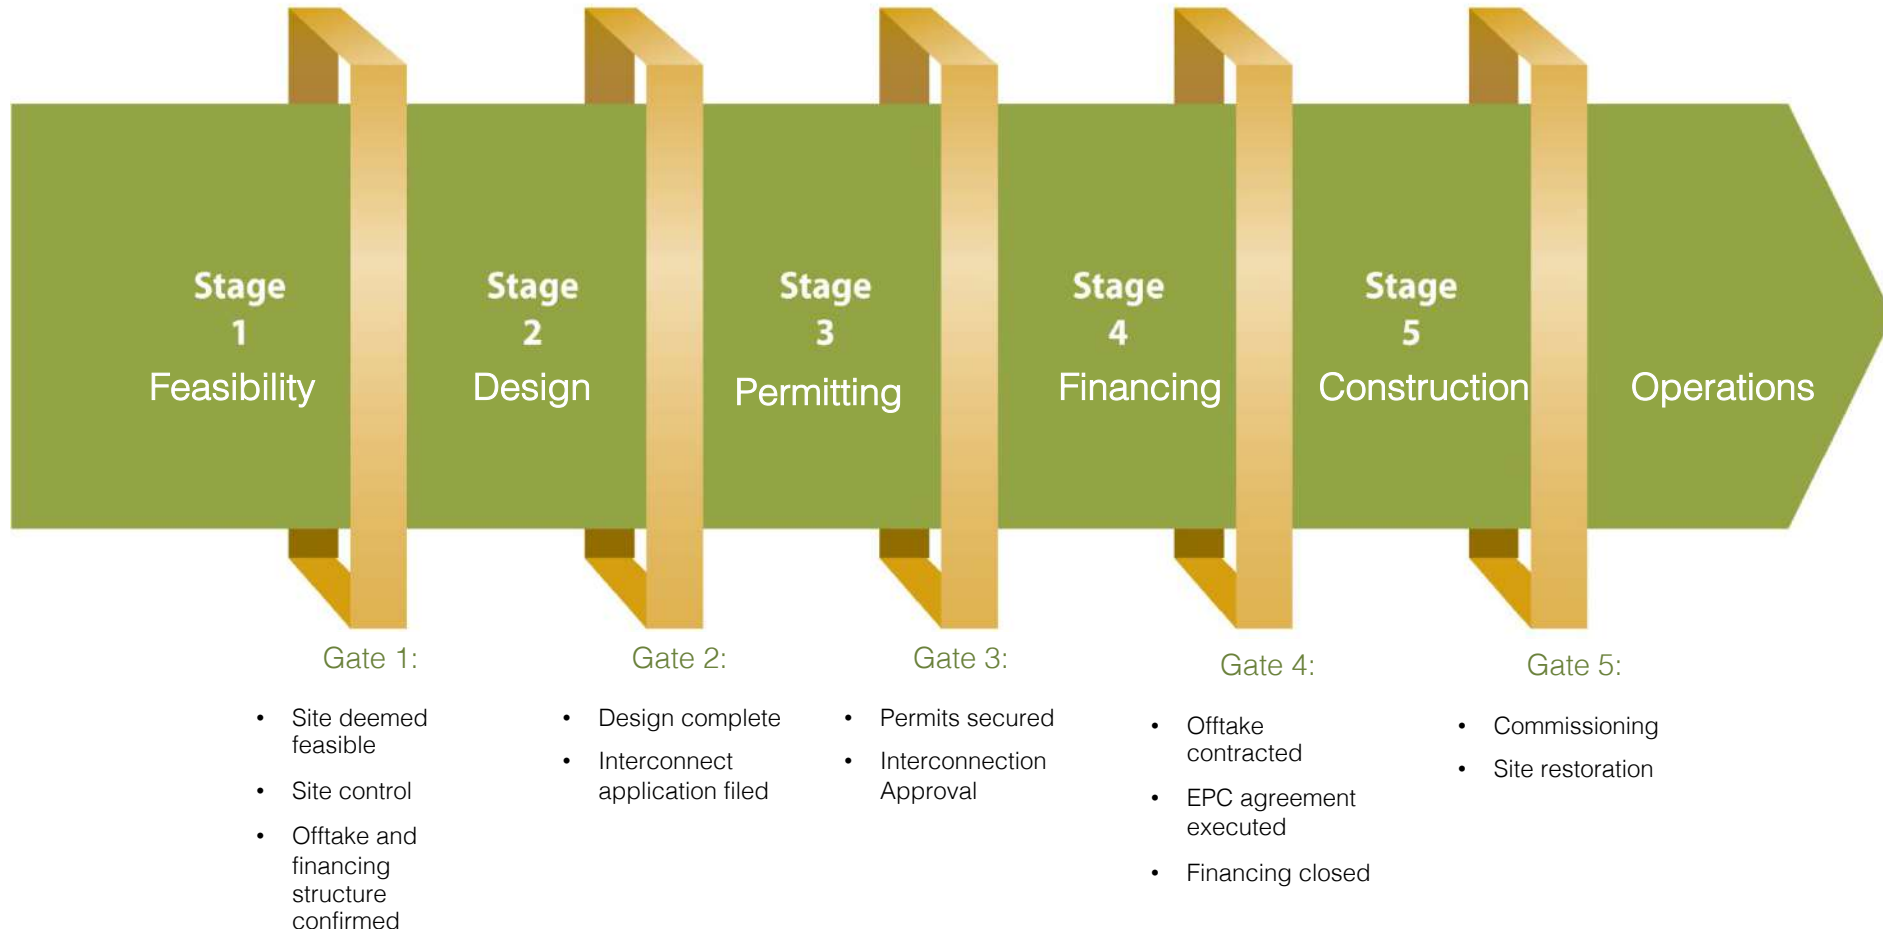 Stage
1
Feasibility
Stage
2
Design
Stage
3
Permitting
Stage
4
Financing
Stage
5
Construction
Operations
Gate 1:
• Site deemed
feasible
• Site control
• Offtake and
financing
structure
confirmed
Gate 2:
• Design complete
• Interconnect
application filed
Gate 3:
• Permits secured
• Interconnection
Approval
Gate 4:
• Offtake
contracted
• EPC agreement
executed
• Financing closed
Gate 5:
• Commissioning
• Site restoration